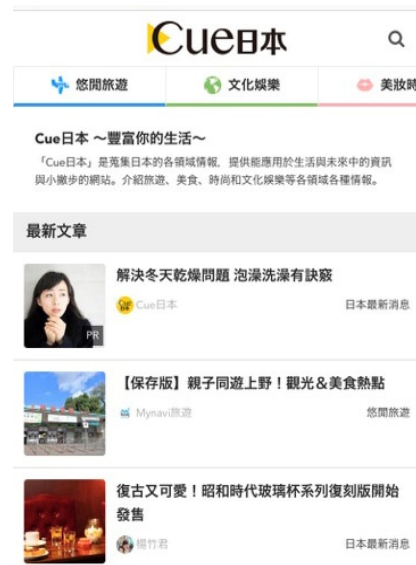 Cue日本
悠閒旅遊
文化娛樂
美妝時
Cue日本 ～豐富你的生活～
「Cue日本」是蒐集日本的各領域情報，提供能應用於生活與未來中的資訊
與小撇步的網站。介紹旅遊、美食、時尚和文化娛樂等各領域各種情報。
最新文章
解決冬天乾燥問題 泡澡洗澡有訣竅
Cue日本
日本最新消息
PR
【保存版】親子同遊上野！觀光＆美食熱點
Mynavi旅遊
悠閒旅遊
復古又可愛！昭和時代玻璃杯系列復刻版開始
發售
楊竹君
日本最新消息